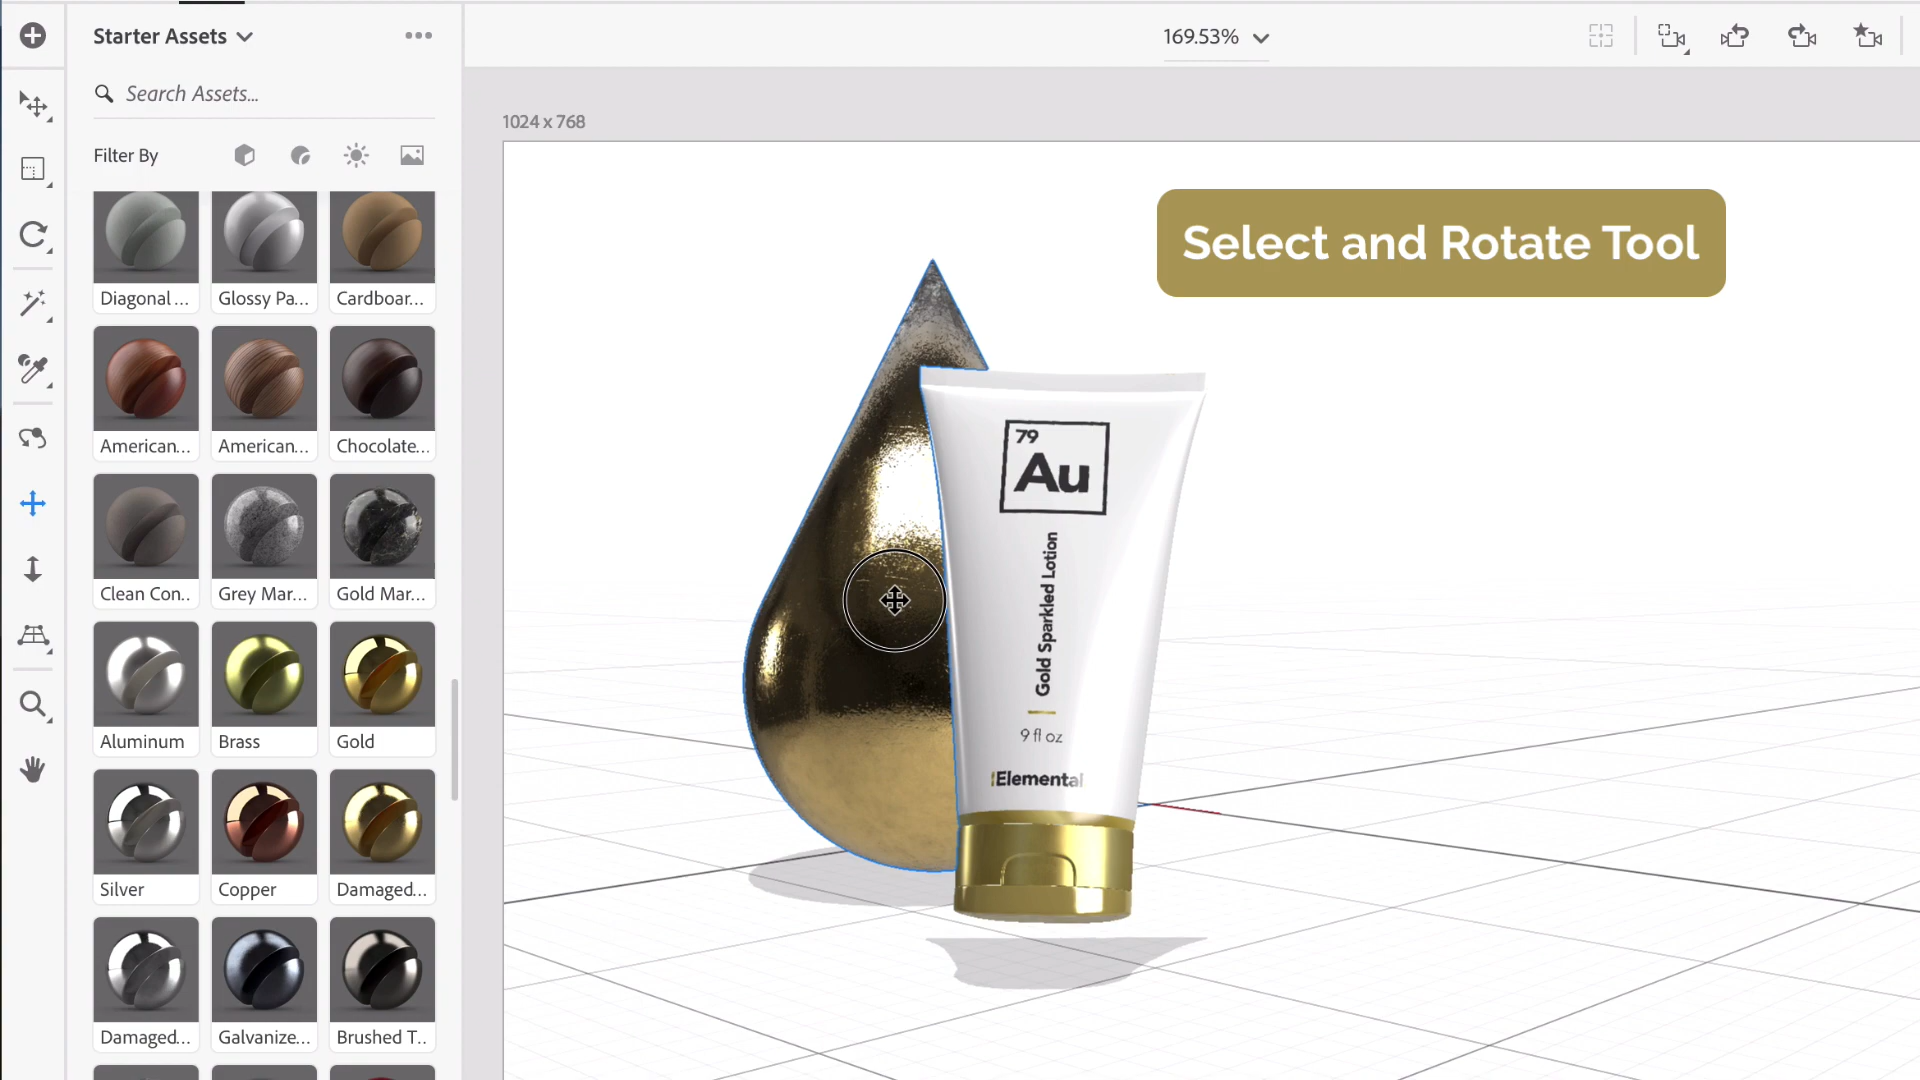 Starter Assets
169.53%
Search Assets...
1024 x 768
Filter By
Select and Rotate Tool
Diagonal ...
Glossy Pa...
Cardboar...
American...
American...
Chocolate...
Clean Con..
Grey Mar...
Gold Mar...
Aluminum
Brass
Gold
Silver
Copper
Damaged...
Damaged...
Galvanize...
Brushed T..
79
Au
Gold Sparkled Lotion
9 fl oz
Elemental